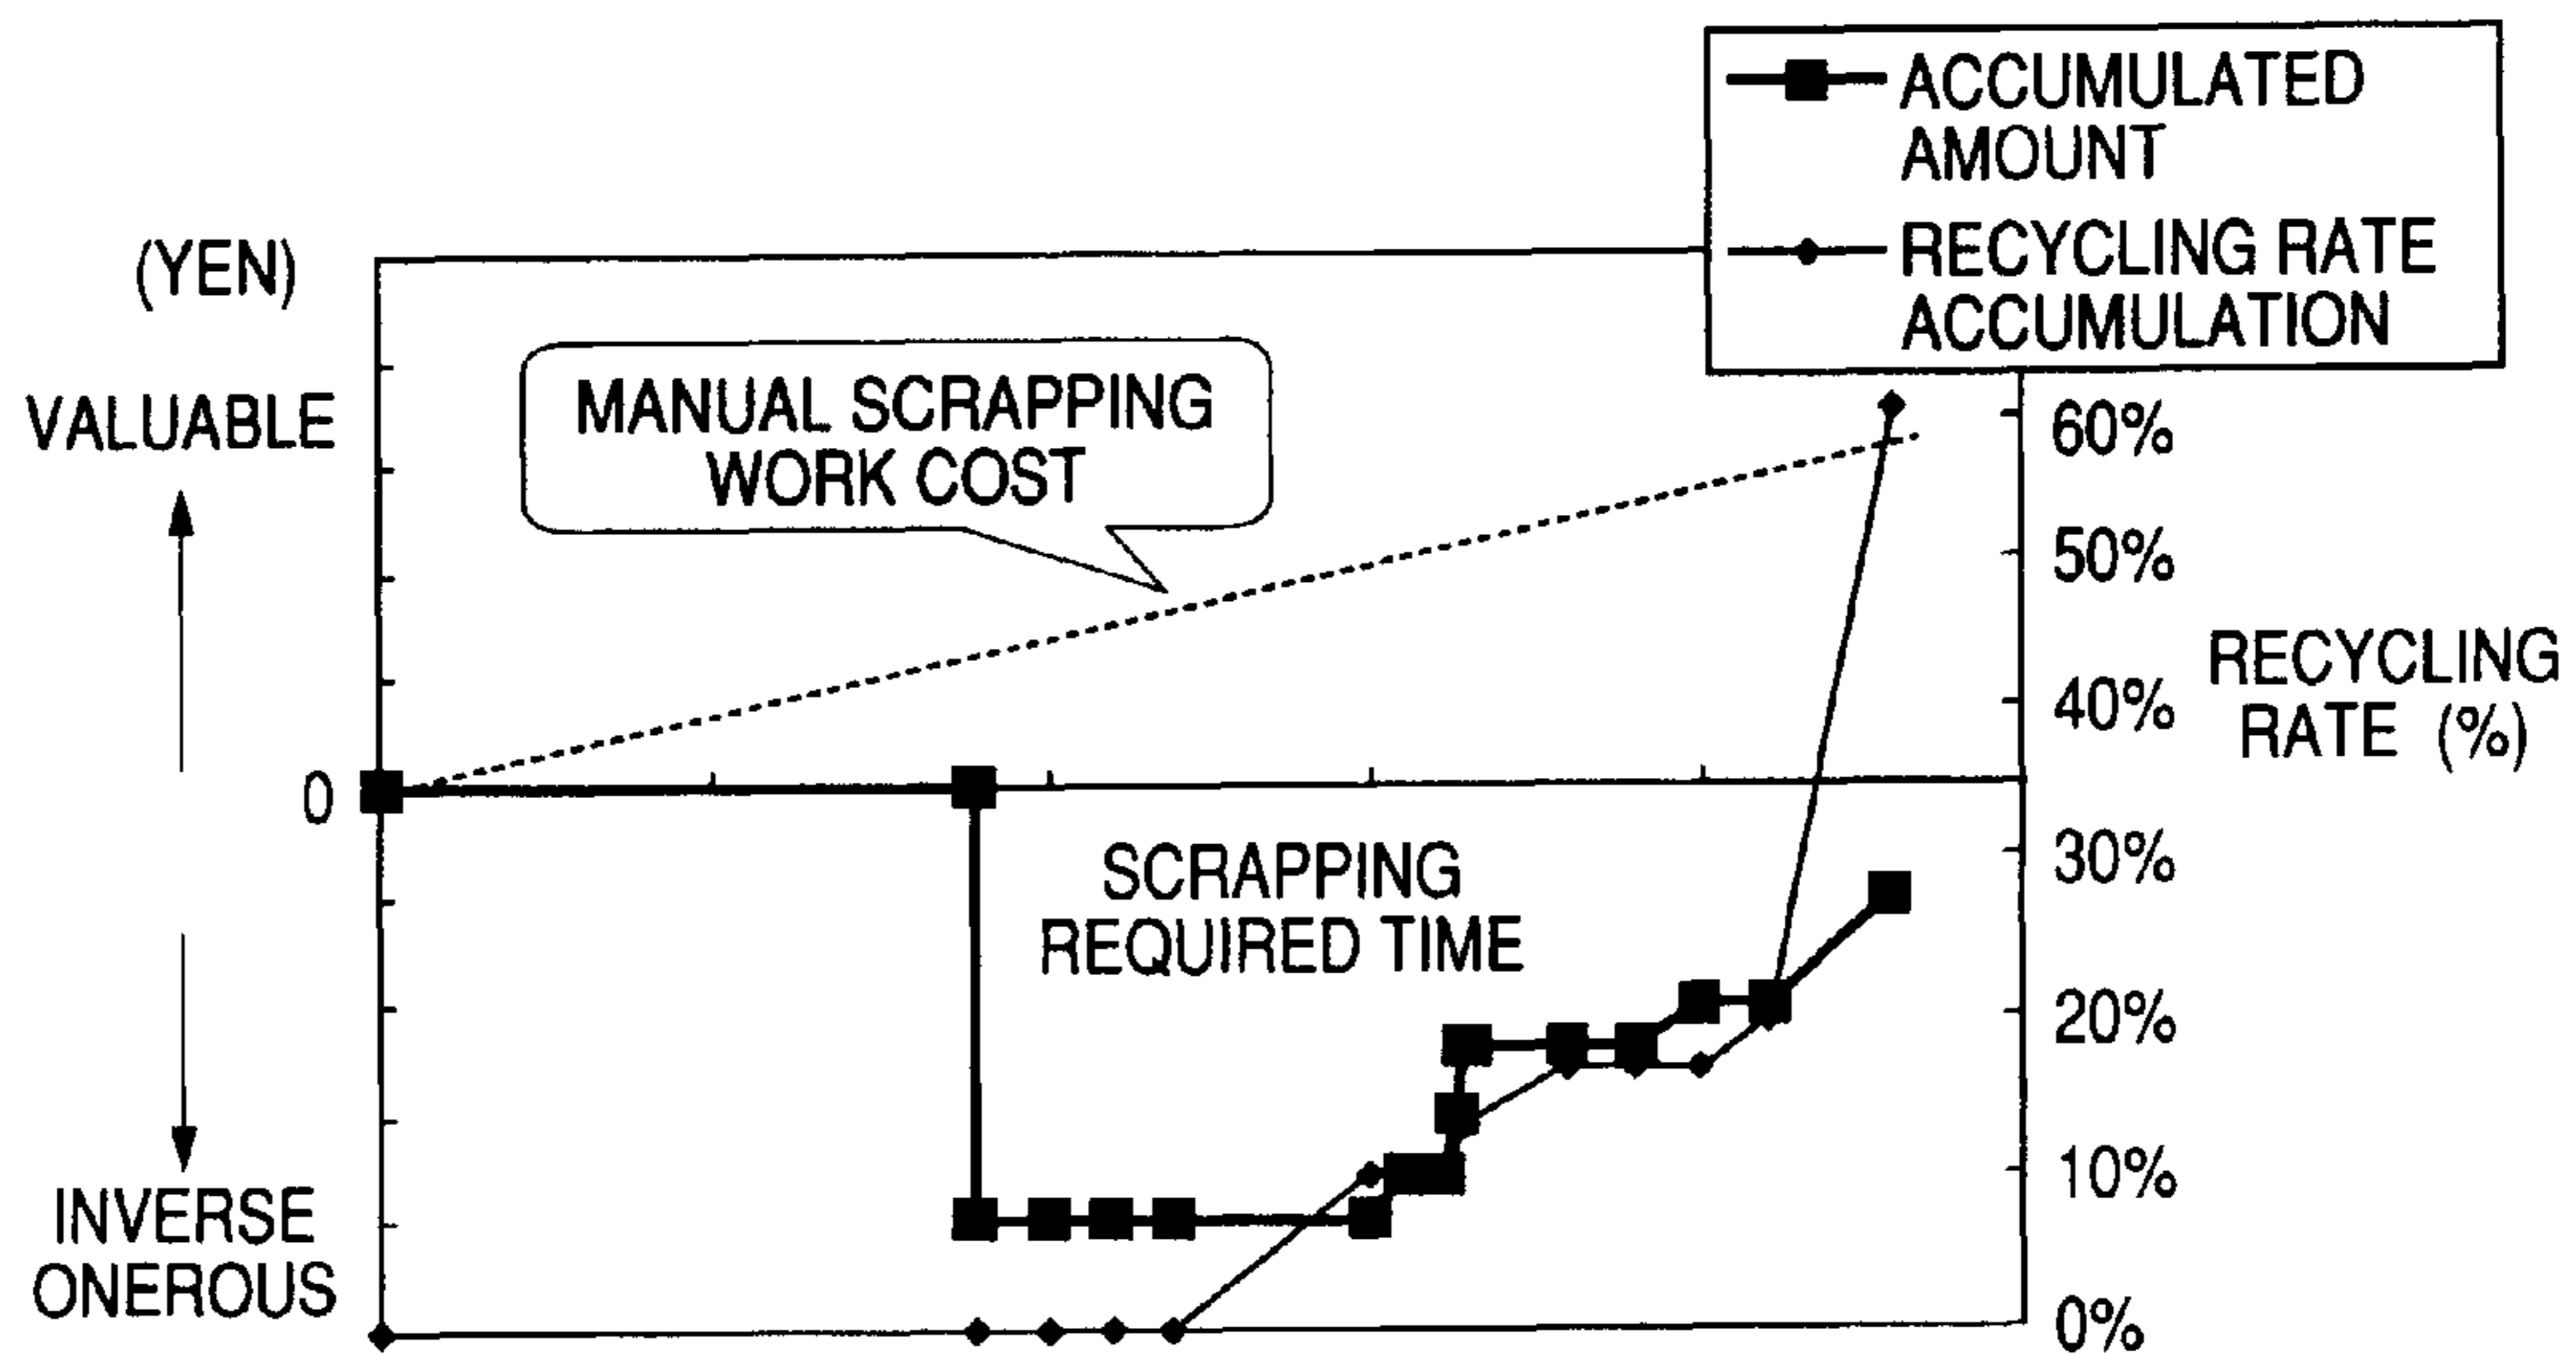 ACCUMULATED
AMOUNT
RECYCLING RATE
ACCUMULATION
(YEN)
VALUABLE
MANUAL SCRAPPING
WORK COST
60%
50%
40%
RECYCLING
RATE (%)
0
SCRAPPING
REQUIRED TIME
30%
20%
10%
INVERSE
ONEROUS
0%